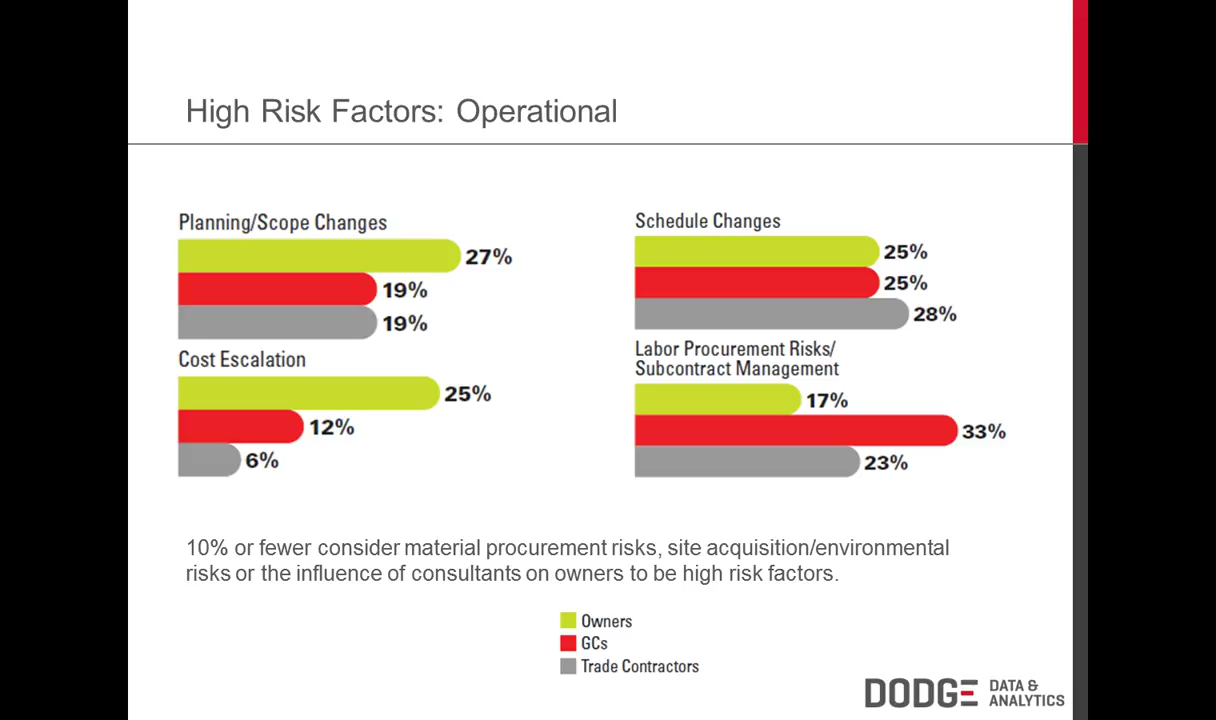 High Risk Factors: Operational
Planning/Scope Changes
27%
19%
19%
Cost Escalation
25%
12%
6%
Schedule Changes
25%
25%
28%
Labor Procurement Risks/
Subcontract Management
17%
33%
23%
10% or fewer consider material procurement risks, site acquisition/environmental
risks or the influence of consultants on owners to be high risk factors.
Owners
GCs
Trade Contractors
DODGE DATA &
ANALYTICS